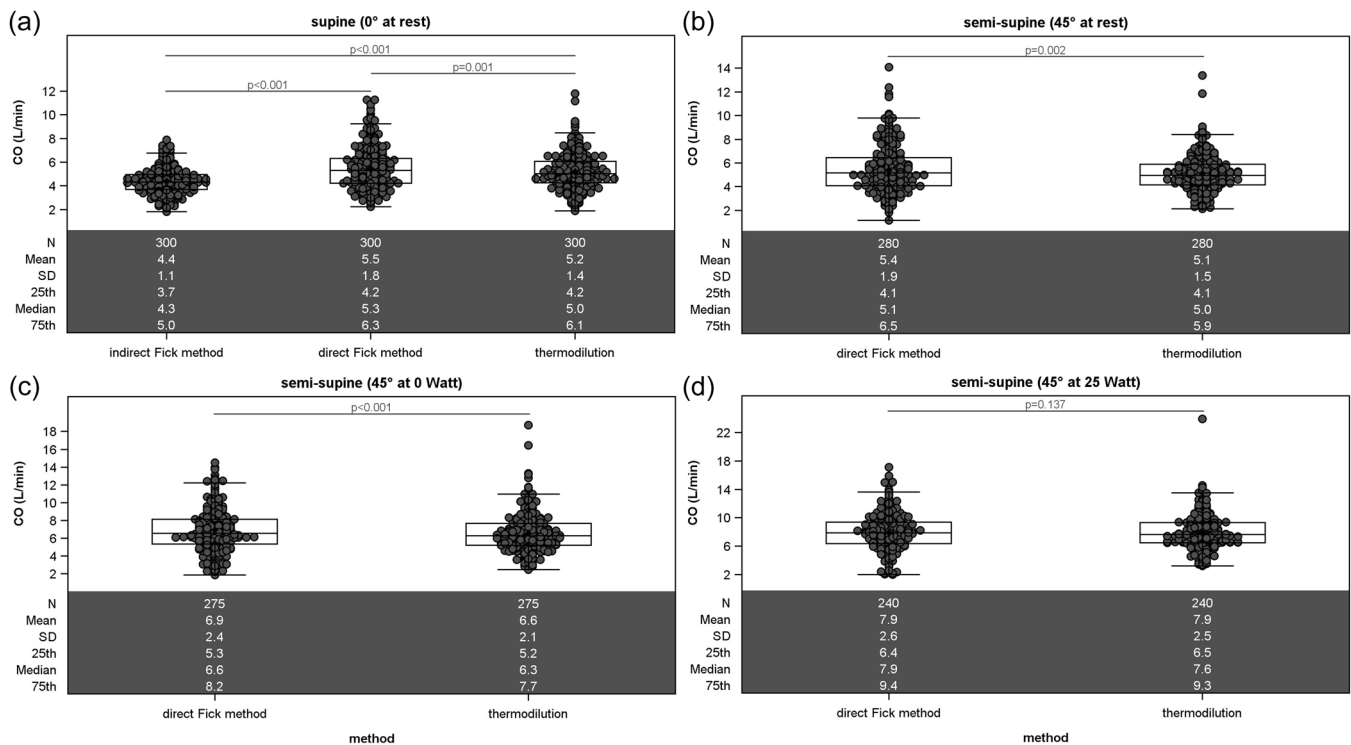 (a)
supine (0° at rest)
p<0.001
p=0.001
p<0.001
CO (L/min)
12
10
8
6
4
2
N 300 300 300
Mean 4.4 5.5 5.2
SD 1.1 1.8 1.4
25th 3.7 4.2 4.2
Median 4.3 5.3 5.0
75th 5.0 6.3 6.1
indirect Fick method direct Fick method thermodilution
(b)
semi-supine (45° at rest)
p=0.002
CO (L/min)
14
12
10
8
6
4
2
N 280 280
Mean 5.4 5.1
SD 1.9 1.5
25th 4.1 4.1
Median 5.1 5.0
75th 6.5 5.9
direct Fick method thermodilution
(c)
semi-supine (45° at 0 Watt)
p<0.001
CO (L/min)
18
16
14
12
10
8
6
4
2
N 275 275
Mean 6.9 6.6
SD 2.4 2.1
25th 5.3 5.2
Median 6.6 6.3
75th 8.2 7.7
direct Fick method thermodilution
method
(d)
semi-supine (45° at 25 Watt)
p=0.137
CO (L/min)
22
18
14
10
6
2
N 240 240
Mean 7.9 7.9
SD 2.6 2.5
25th 6.4 6.5
Median 7.9 7.6
75th 9.4 9.3
direct Fick method thermodilution
method